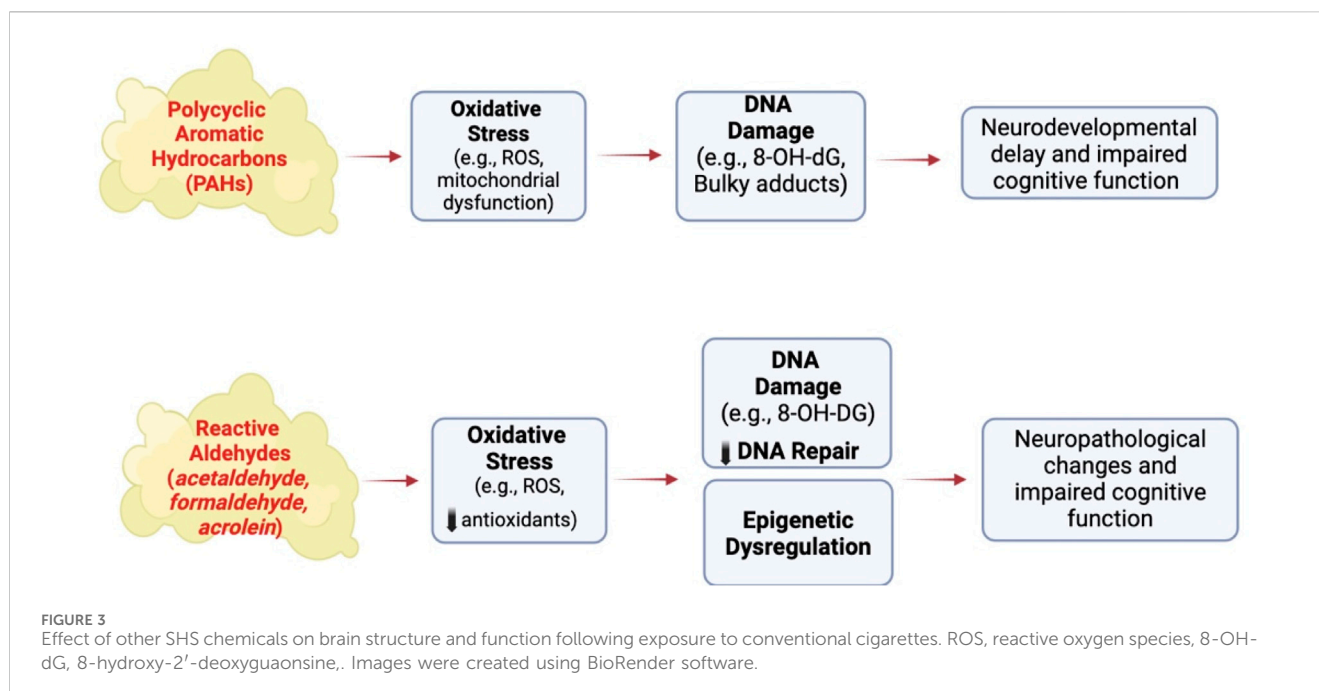 Polycyclic
Aromatic
Hydrocarbons
(PAHs)
Oxidative
Stress
(e.g., ROS,
mitochondrial
dysfunction)
DNA
Damage
(e.g., 8-OH-dG,
Bulky adducts)
Neurodevelopmental
delay and impaired
cognitive function
Reactive
Aldehydes
(acetaldehyde,
formaldehyde,
acrolein)
Oxidative
Stress
(e.g., ROS,
⬇ antioxidants)
DNA
Damage
(e.g., 8-OH-DG)
⬇ DNA Repair
Epigenetic
Dysregulation
Neuropathological
changes and
impaired cognitive
function
FIGURE 3
Effect of other SHS chemicals on brain structure and function following exposure to conventional cigarettes. ROS, reactive oxygen species, 8-OH-
dG, 8-hydroxy-2′-deoxyguaonsine,. Images were created using BioRender software.